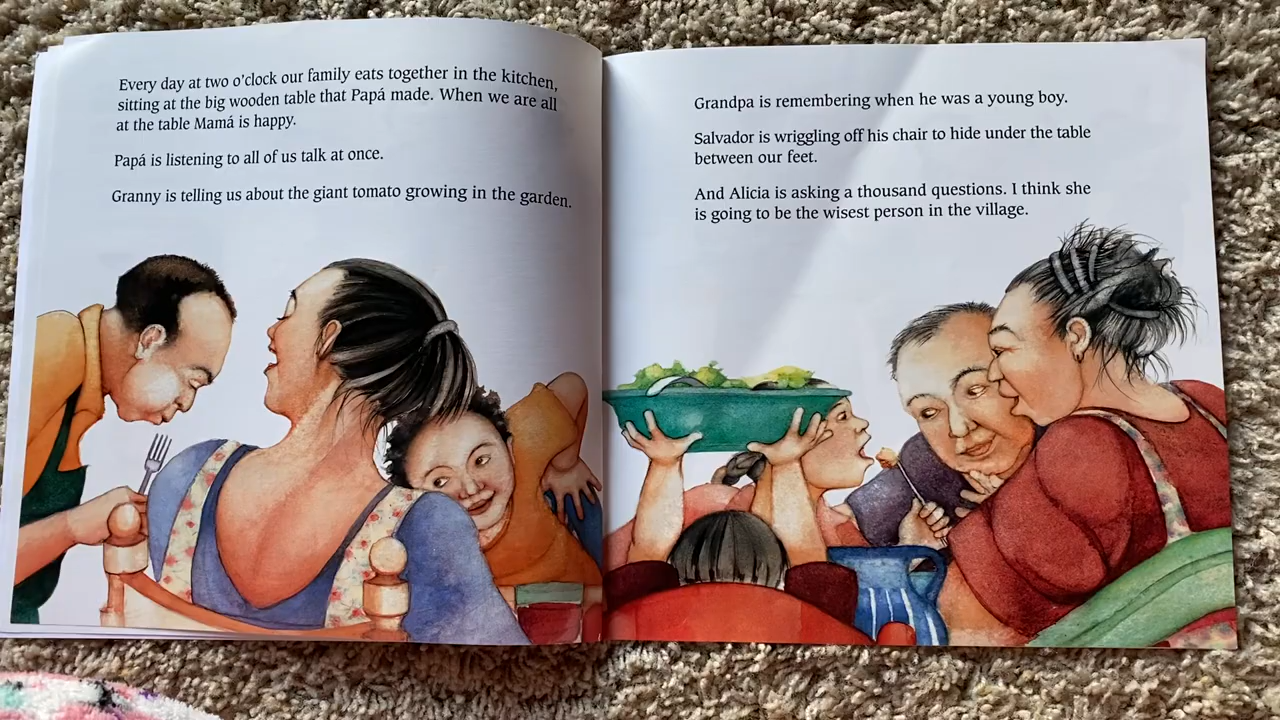 Every day at two o'clock our family eats together in the kitchen,
sitting at the big wooden table that Papá made. When we are all
at the table Mamá is happy.
Papá is listening to all of us talk at once.
Granny is telling us about the giant tomato growing in the garden.
Grandpa is remembering when he was a young boy.
Salvador is wriggling off his chair to hide under the table
between our feet.
And Alicia is asking a thousand questions. I think she
is going to be the wisest person in the village.